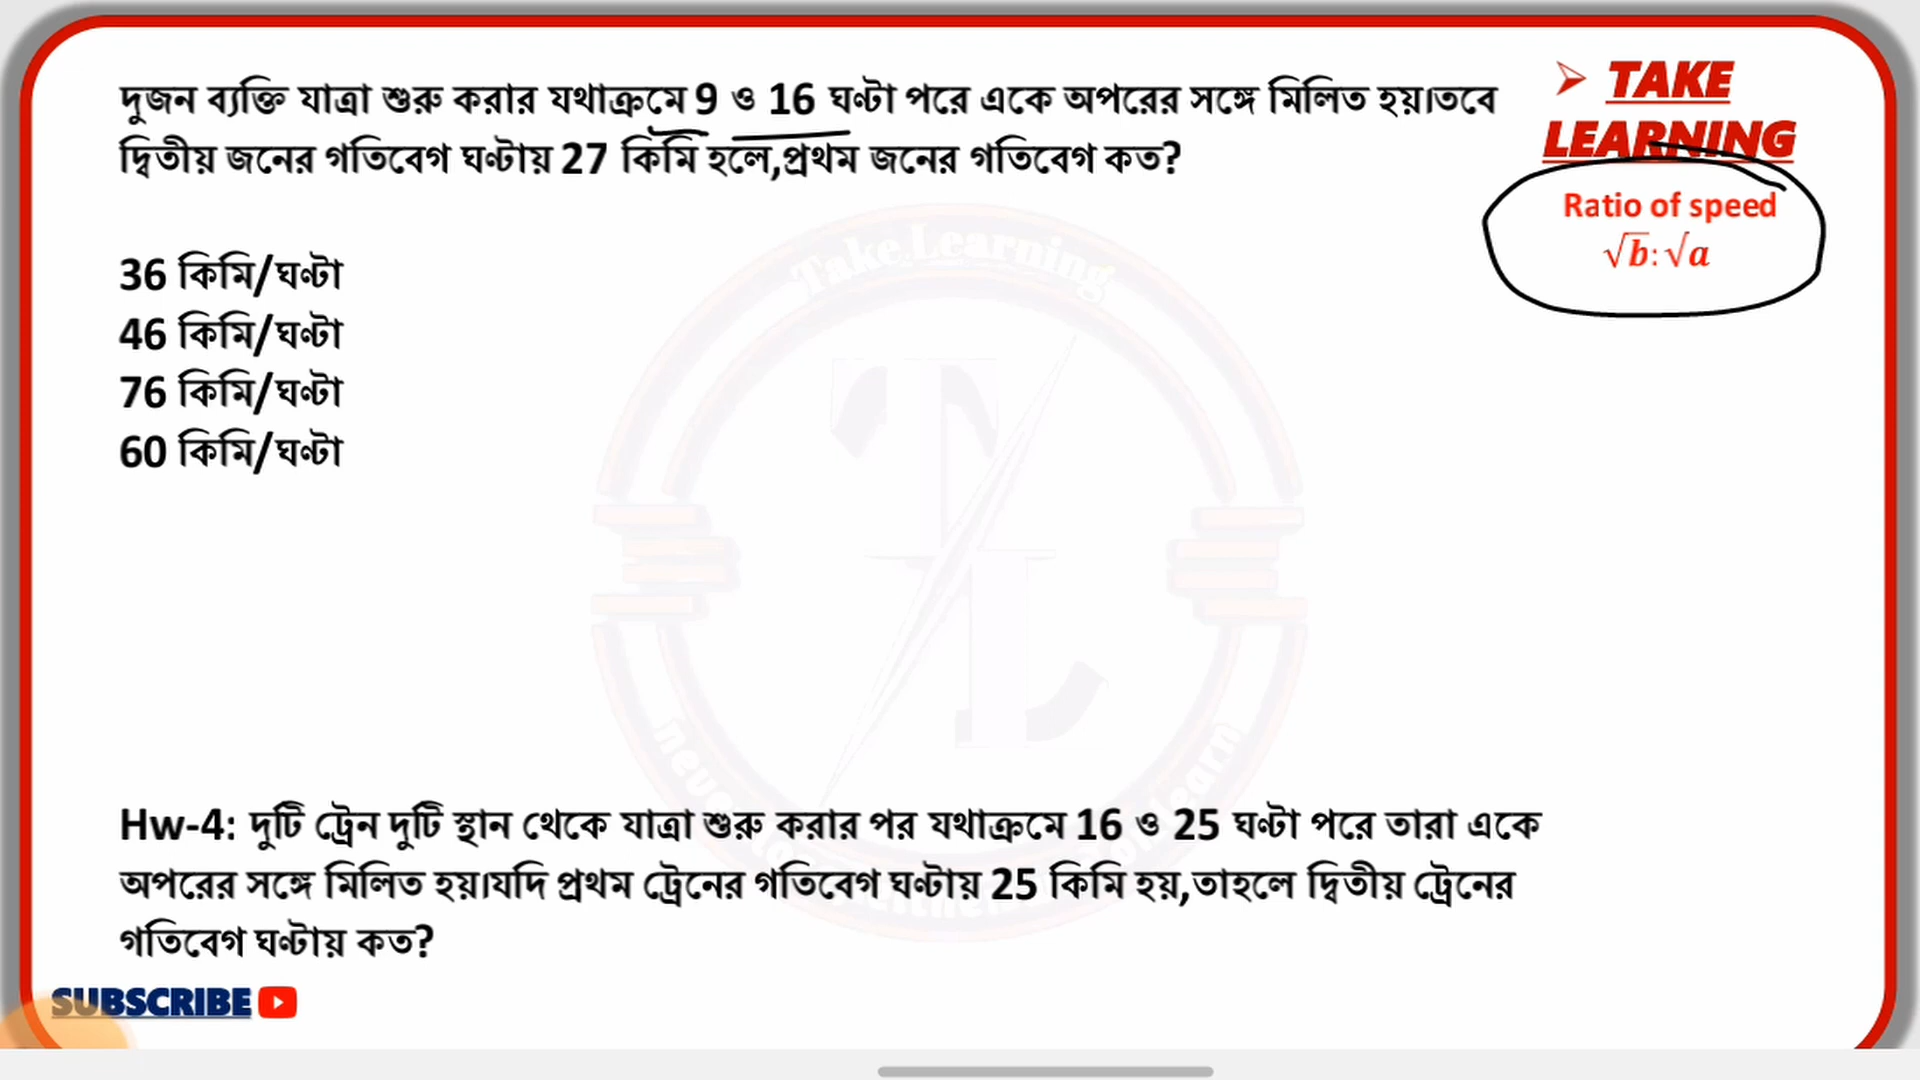 দুজন ব্যক্তি যাত্রা শুরু করার যথাক্রমে 9 ও 16 ঘণ্টা পরে একে অপরের সঙ্গে মিলিত হয়।তবে
দ্বিতীয় জনের গতিবেগ ঘণ্টায় 27 কিমি হলে,প্রথম জনের গতিবেগ কত?
➢ TAKE
LEARNING
Ratio of speed
√b:√a
36 কিমি/ঘণ্টা
46 কিমি/ঘণ্টা
76 কিমি/ঘণ্টা
60 কিমি/ঘণ্টা
Take Learning
TL
Hw-4: দুটি ট্রেন দুটি স্থান থেকে যাত্রা শুরু করার পর যথাক্রমে 16 ও 25 ঘণ্টা পরে তারা একে
অপরের সঙ্গে মিলিত হয়।যদি প্রথম ট্রেনের গতিবেগ ঘণ্টায় 25 কিমি হয়,তাহলে দ্বিতীয় ট্রেনের
গতিবেগ ঘণ্টায় কত?
SUBSCRIBE